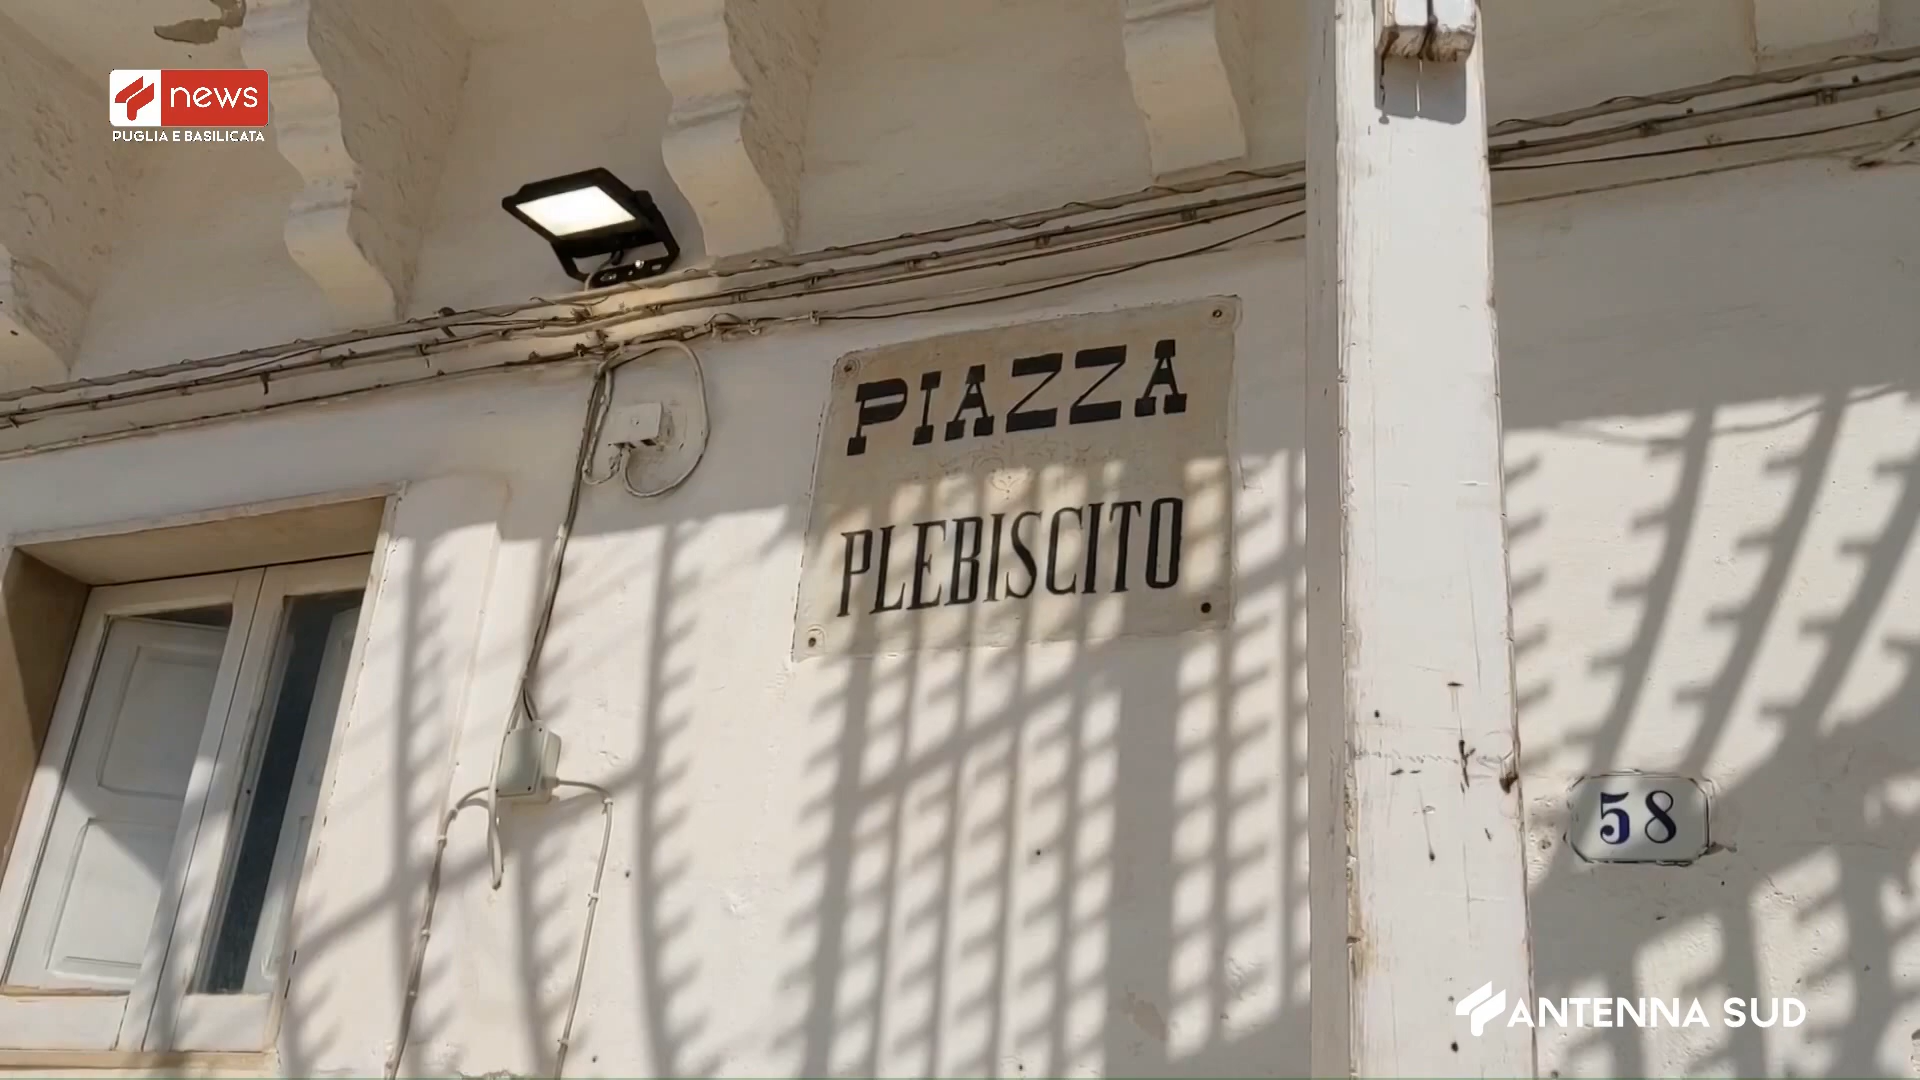 news
PUGLIA E BASILICATA
PIAZZA
PLEBISCITO
58
ANTENNA SUD